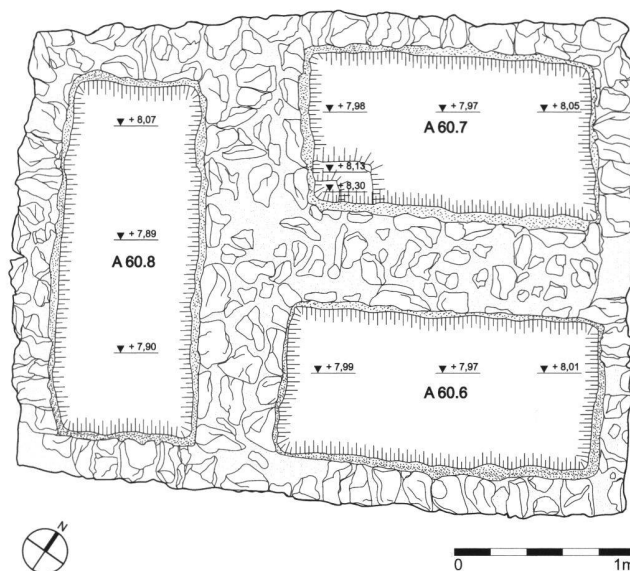 + 8,07
+ 7,89
A 60.8
+ 7,90
+ 7,98
+ 7,97
+ 8,05
A 60.7
+ 8,13
+ 8,30
+ 7,99
+ 7,97
+ 8,01
A 60.6
N
0
1m